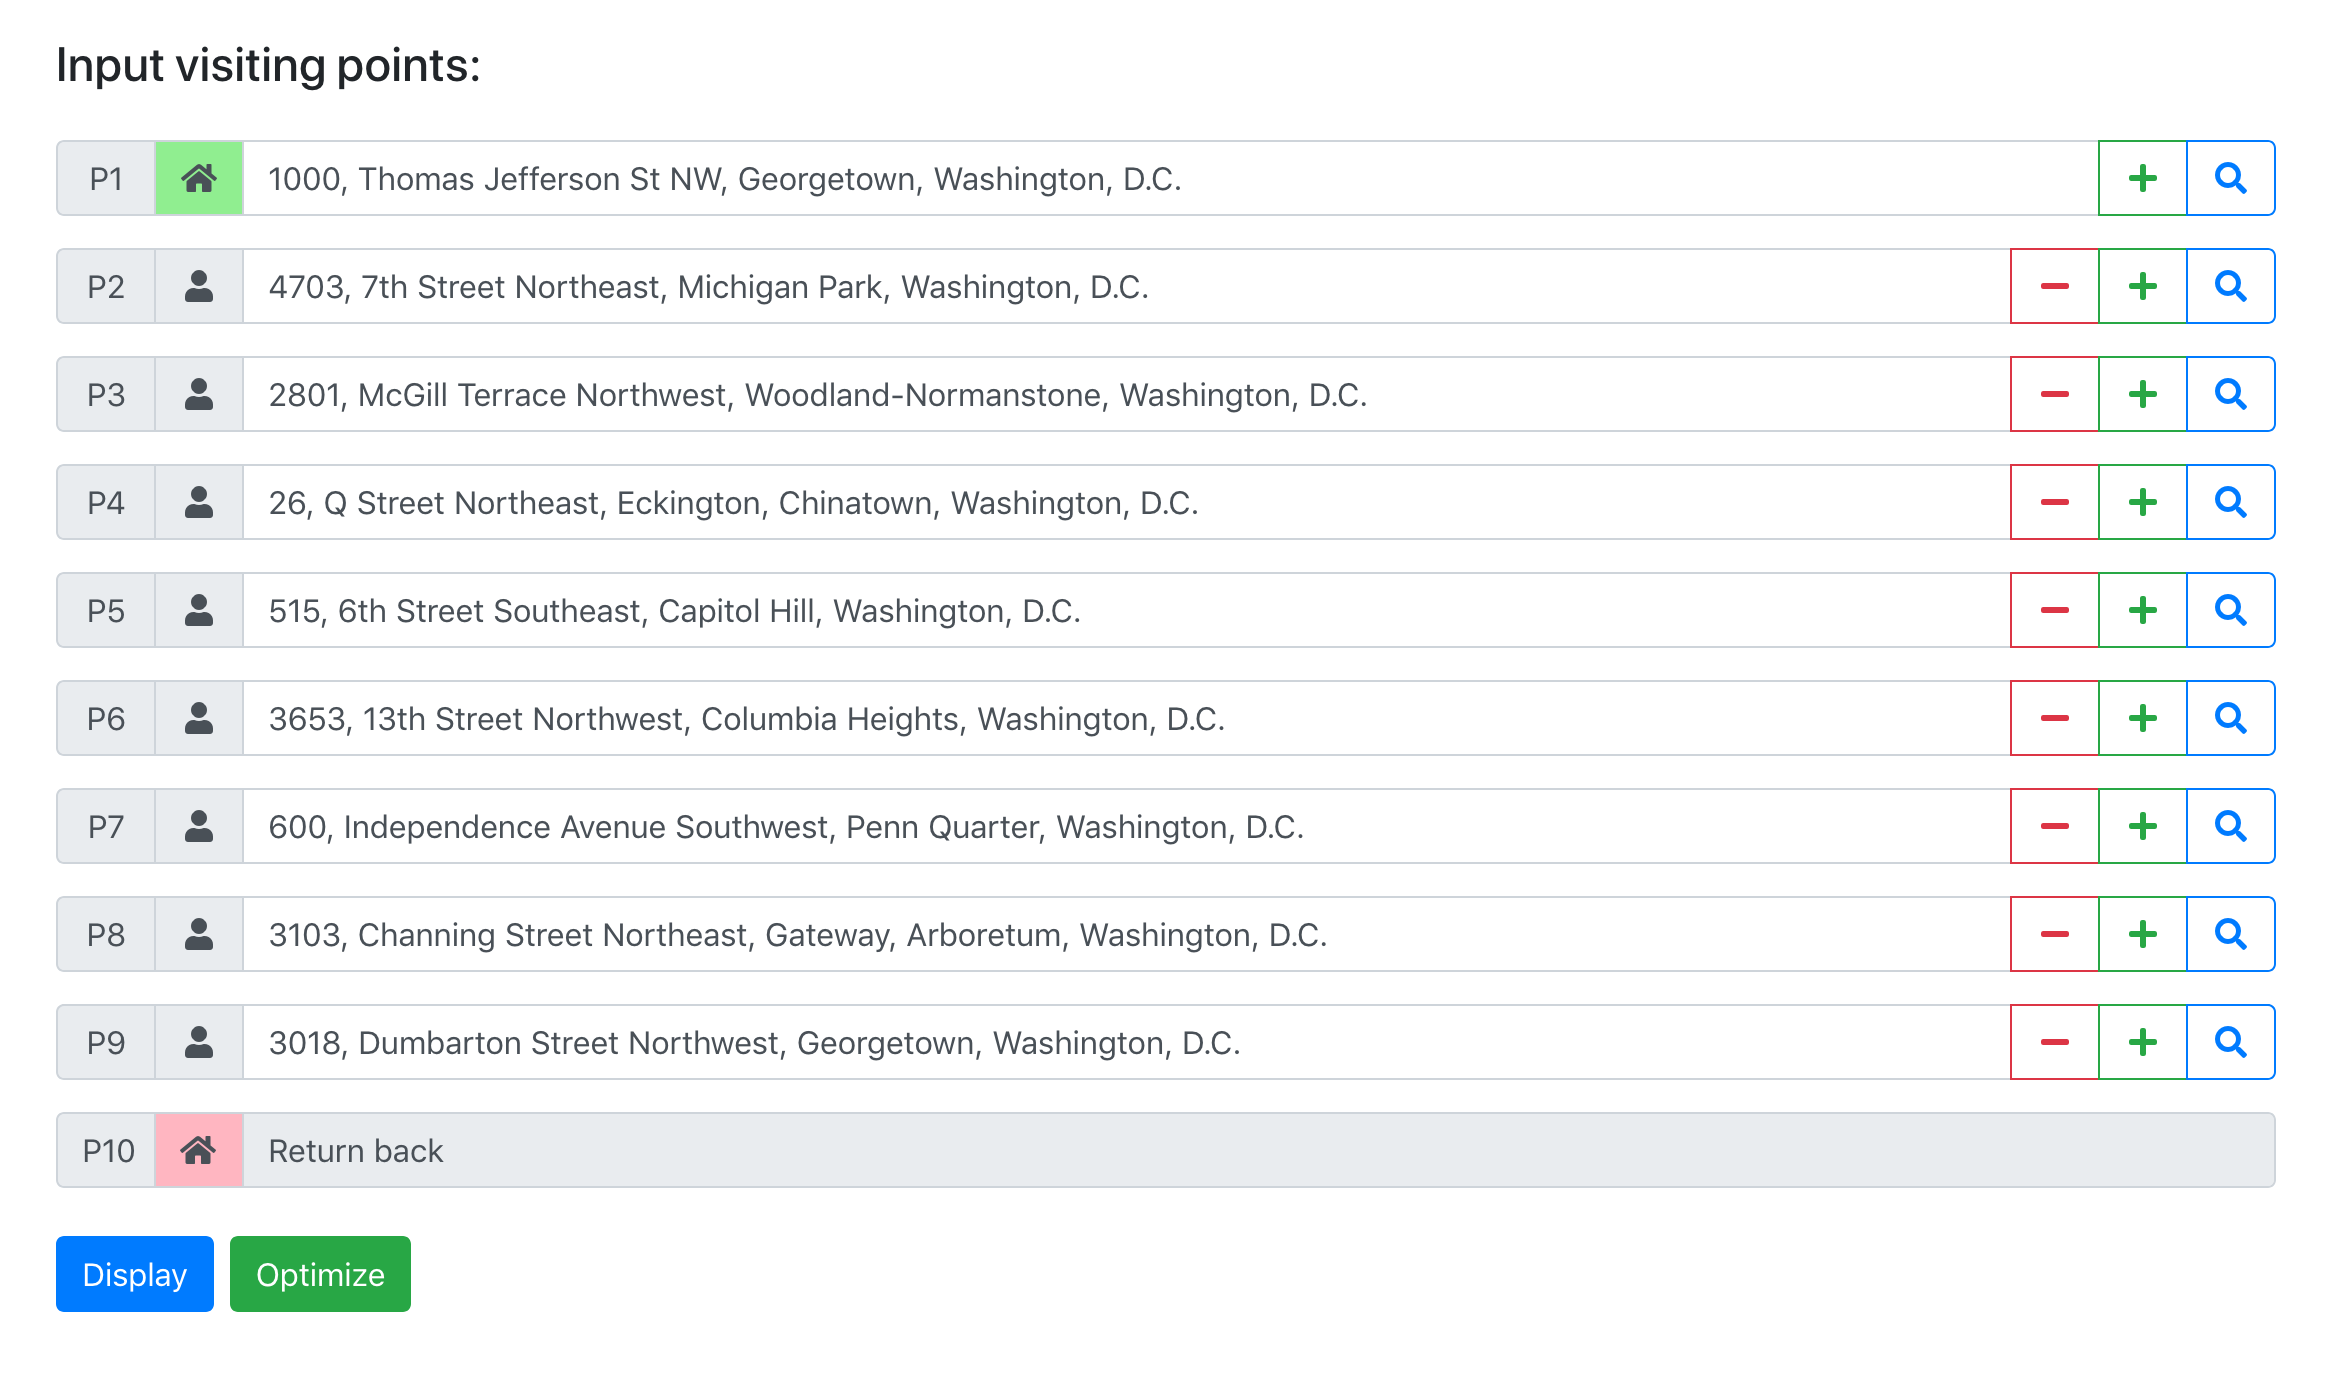 Input visiting points:
P1 1000, Thomas Jefferson St NW, Georgetown, Washington, D.C.
P2 4703, 7th Street Northeast, Michigan Park, Washington, D.C.
P3 2801, McGill Terrace Northwest, Woodland-Normanstone, Washington, D.C.
P4 26, Q Street Northeast, Eckington, Chinatown, Washington, D.C.
P5 515, 6th Street Southeast, Capitol Hill, Washington, D.C.
P6 3653, 13th Street Northwest, Columbia Heights, Washington, D.C.
P7 600, Independence Avenue Southwest, Penn Quarter, Washington, D.C.
P8 3103, Channing Street Northeast, Gateway, Arboretum, Washington, D.C.
P9 3018, Dumbarton Street Northwest, Georgetown, Washington, D.C.
P10 Return back
Display Optimize